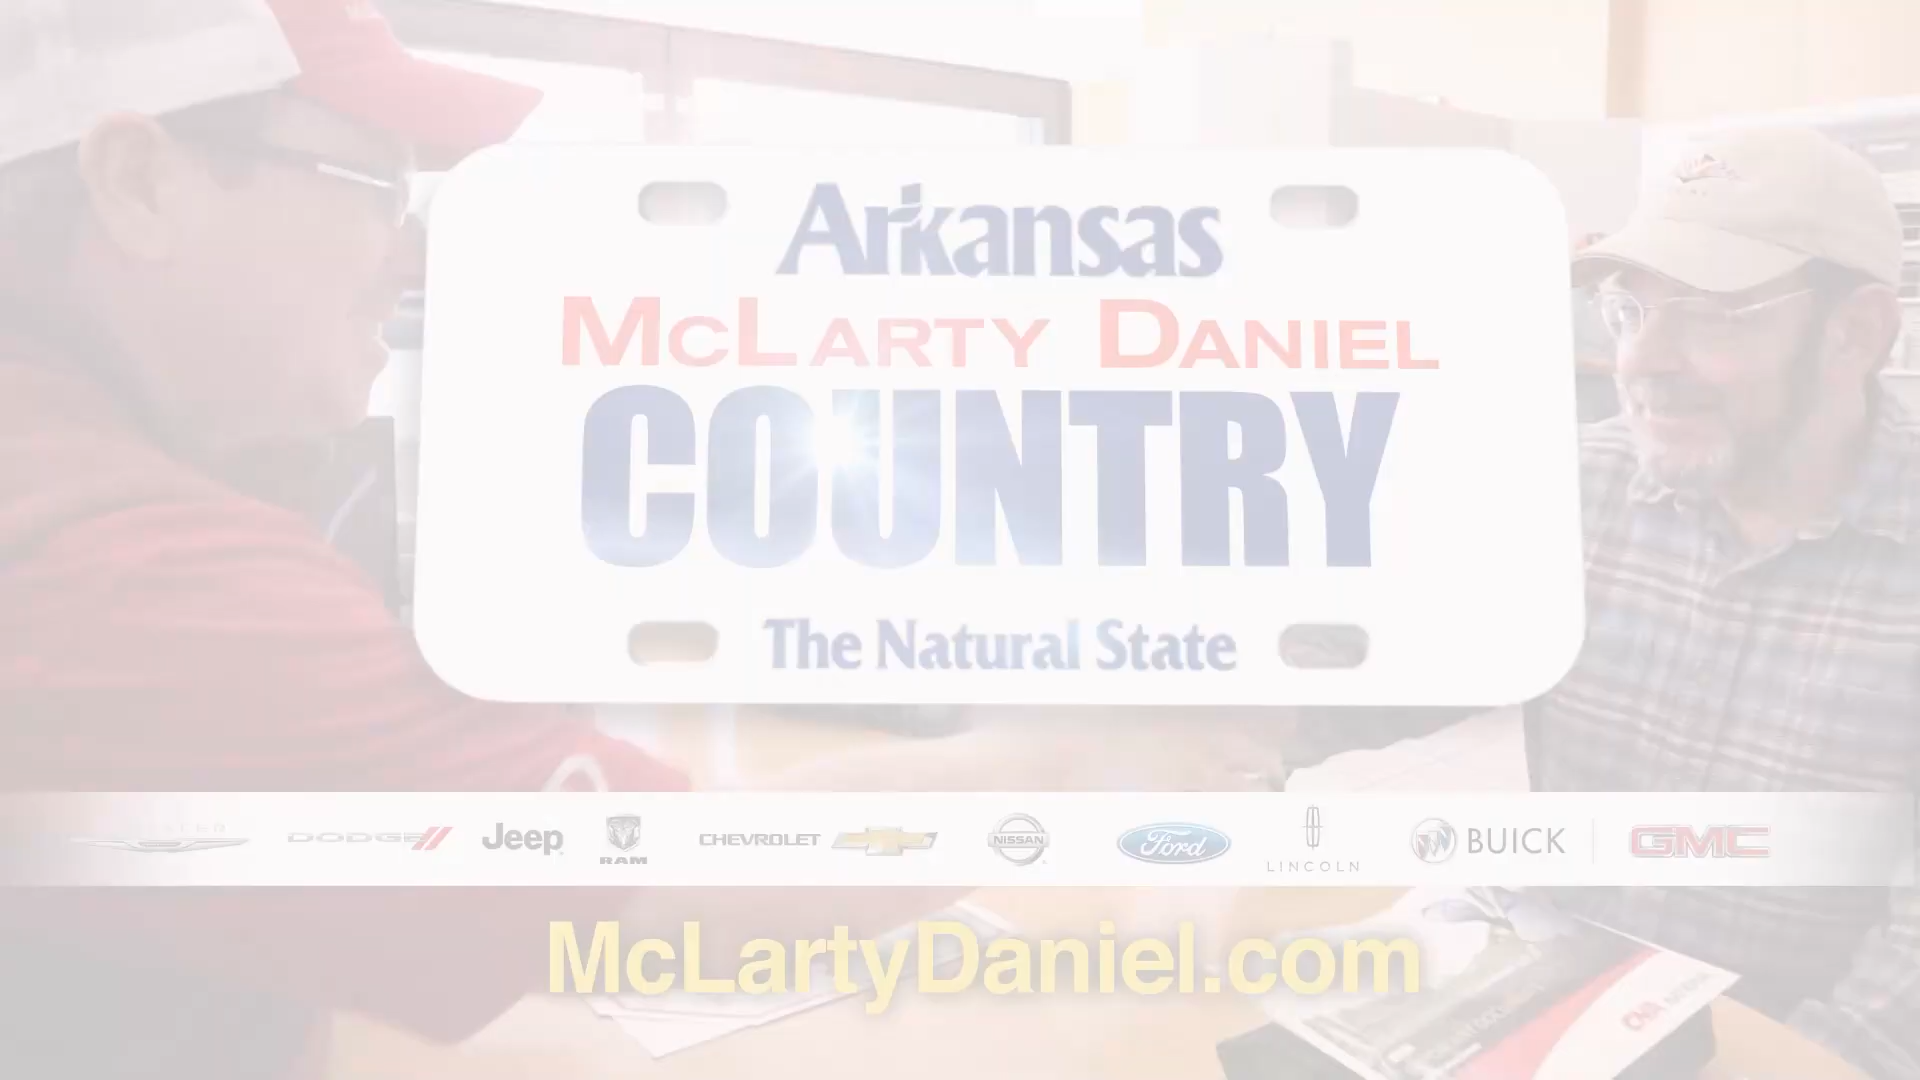 Arkansas
McLarty Daniel
COUNTRY
The Natural State
DODGE Jeep RAM CHEVROLET NISSAN Ford LINCOLN BUICK GMC
McLartyDaniel.com